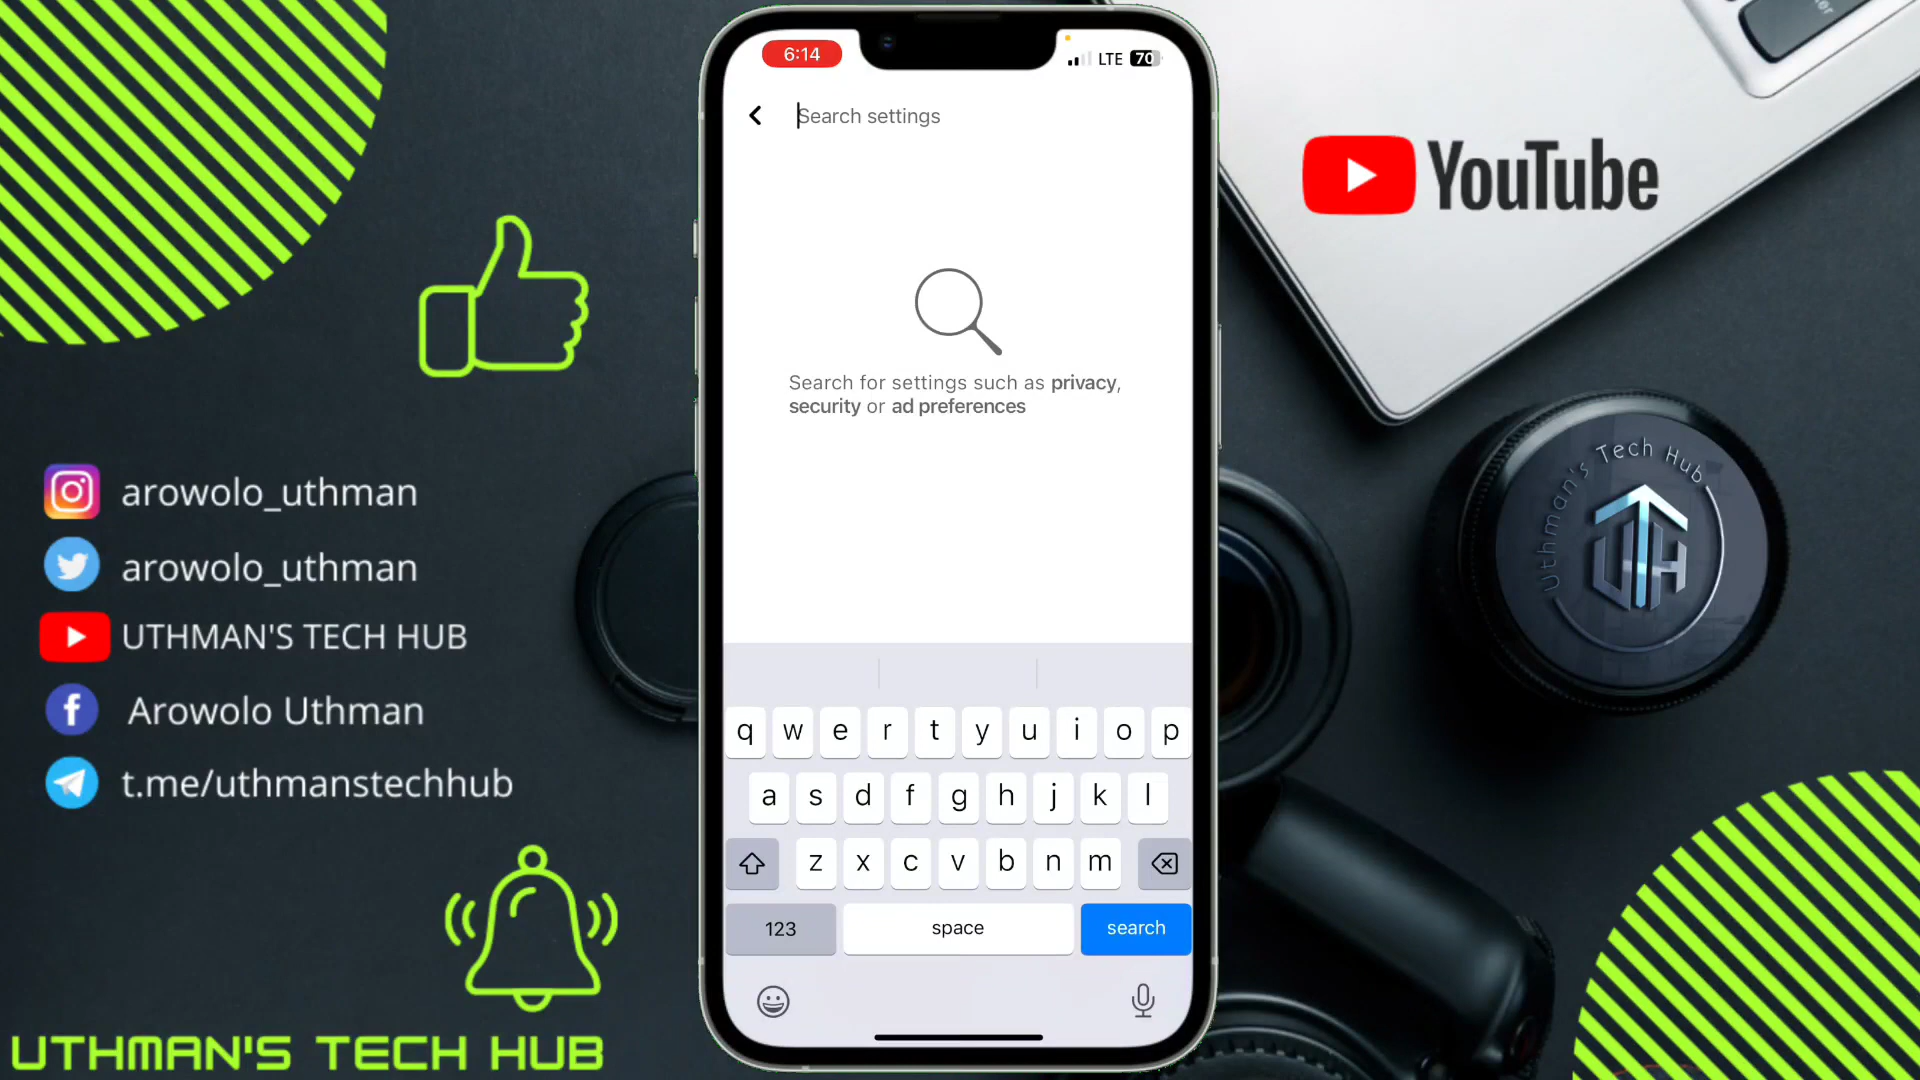 6:14
LTE 70
Search settings
YouTube
Search for settings such as privacy,
security or ad preferences
Uthman's Tech Hub
UTH
arowolo_uthman
arowolo_uthman
UTHMAN'S TECH HUB
Arowolo Uthman
t.me/uthmanstechhub
q w e r t y u i o p
a s d f g h j k l
z x c v b n m
123 space search
UTHMAN'S TECH HUB